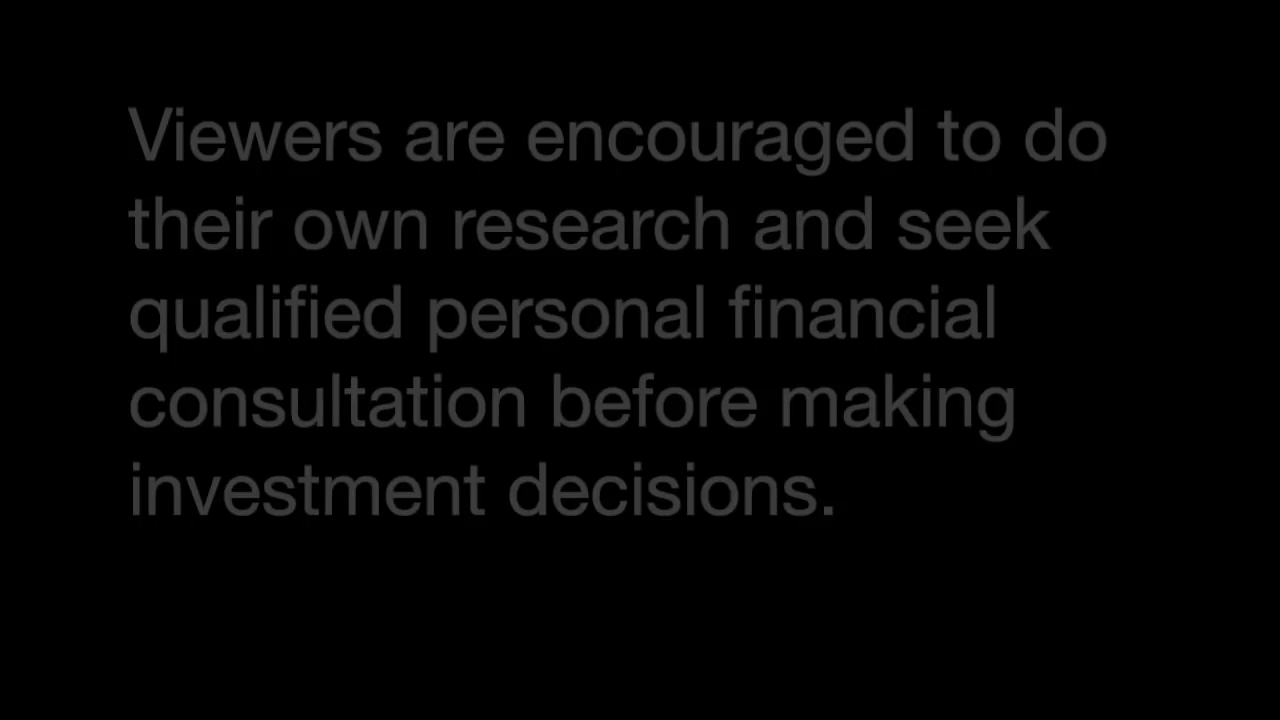 Viewers are encouraged to do
their own research and seek
qualified personal financial
consultation before making
investment decisions.